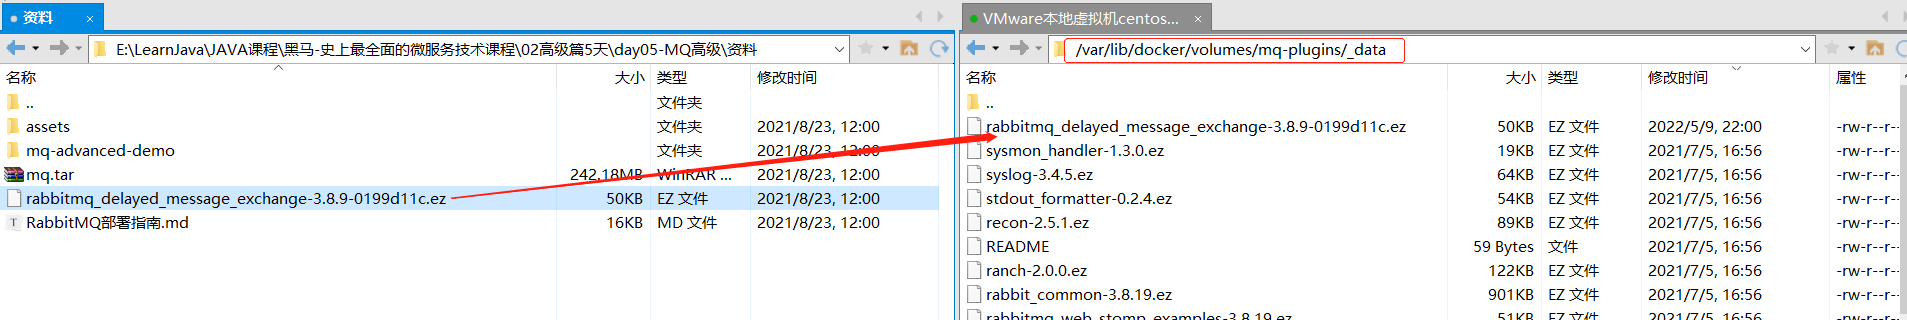 资料
E:\LearnJava\JAVA课程\黑马-史上最全面的微服务技术课程\02高级篇5天\day05-MQ高级\资料
名称 大小 类型 修改时间
.. 文件夹
assets 文件夹 2021/8/23, 12:00
mq-advanced-demo 文件夹 2021/8/23, 12:00
mq.tar 242.18MB WinRAR ... 2021/8/23, 12:00
rabbitmq_delayed_message_exchange-3.8.9-0199d11c.ez 50KB EZ 文件 2021/8/23, 12:00
RabbitMQ部署指南.md 16KB MD 文件 2021/8/23, 12:00
VMware本地虚拟机centos...
/var/lib/docker/volumes/mq-plugins/_data
名称 大小 类型 修改时间 属性
..
rabbitmq_delayed_message_exchange-3.8.9-0199d11c.ez 50KB EZ 文件 2022/5/9, 22:00 -rw-r--r--
sysmon_handler-1.3.0.ez 19KB EZ 文件 2021/7/5, 16:56 -rw-r--r--
syslog-3.4.5.ez 64KB EZ 文件 2021/7/5, 16:56 -rw-r--r--
stdout_formatter-0.2.4.ez 54KB EZ 文件 2021/7/5, 16:56 -rw-r--r--
recon-2.5.1.ez 89KB EZ 文件 2021/7/5, 16:56 -rw-r--r--
README 59 Bytes 文件 2021/7/5, 16:56 -rw-r--r--
ranch-2.0.0.ez 122KB EZ 文件 2021/7/5, 16:56 -rw-r--r--
rabbit_common-3.8.19.ez 901KB EZ 文件 2021/7/5, 16:56 -rw-r--r--
rabbitmq_web_stomp_examples-3.8.19.ez 51KB EZ 文件 2021/7/5, 16:56 -rw-r--r--